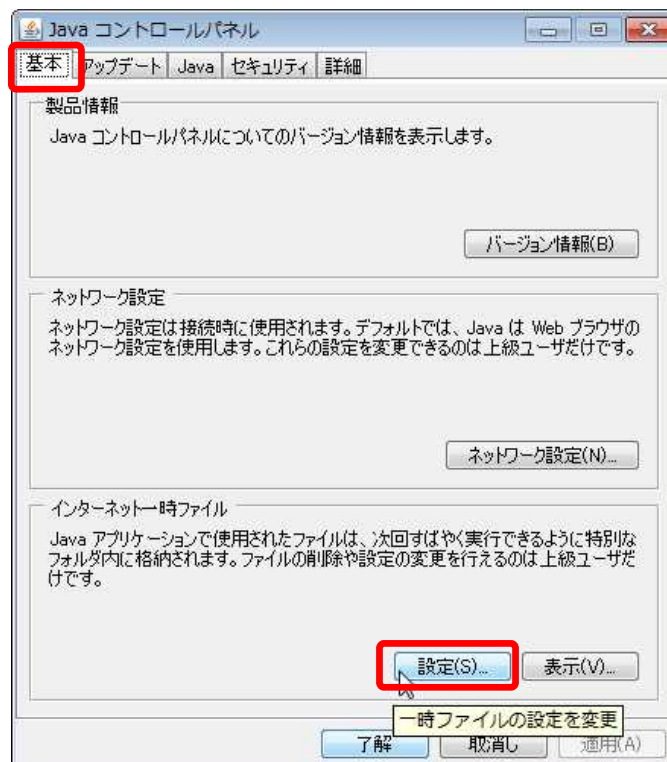 Java コントロールパネル
基本 アップデート Java セキュリティ 詳細
製品情報
Java コントロールパネルについてのバージョン情報を表示します。
バージョン情報(B)
ネットワーク設定
ネットワーク設定は接続時に使用されます。デフォルトでは、Java は Web ブラウザの
ネットワーク設定を使用します。これらの設定を変更できるのは上級ユーザだけです。
ネットワーク設定(N)...
インターネット一時ファイル
Java アプリケーションで使用されたファイルは、次回すばやく実行できるように特別な
フォルダ内に格納されます。ファイルの削除や設定の変更を行えるのは上級ユーザだ
けです。
設定(S)... 表示(V)...
一時ファイルの設定を変更
了解 取消し 適用(A)